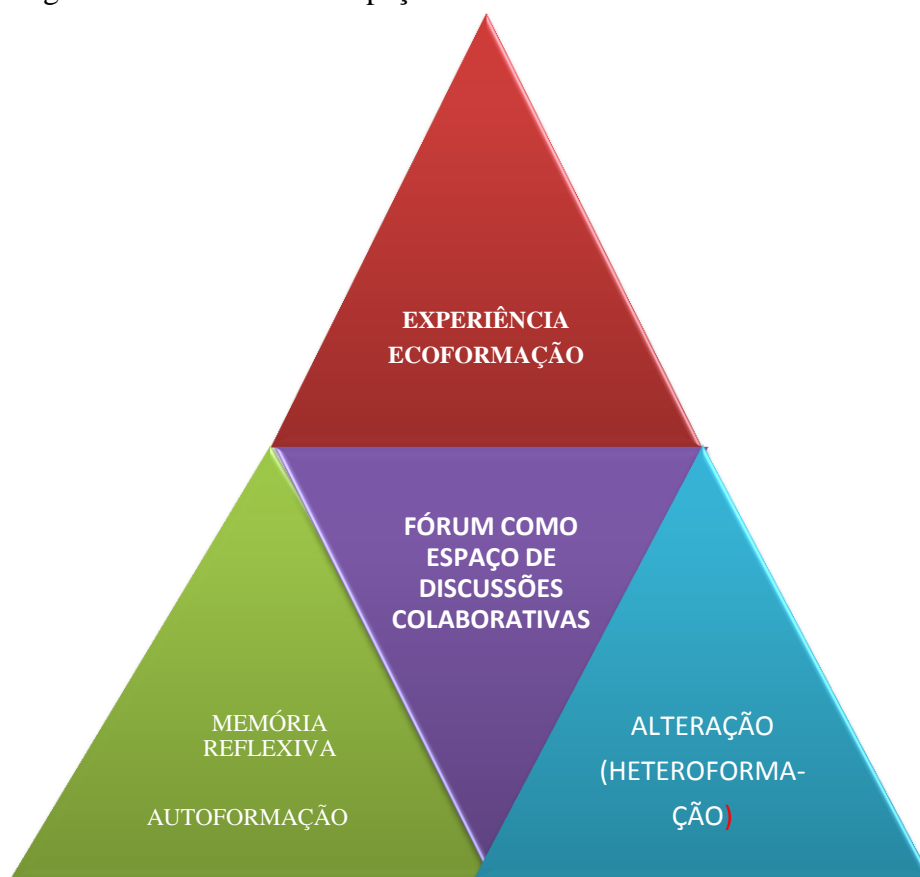 EXPERIÊNCIA
ECOFORMAÇÃO
FÓRUM COMO
ESPAÇO DE
DISCUSSÕES
COLABORATIVAS
MEMÓRIA
REFLEXIVA
AUTOFORMAÇÃO
ALTERAÇÃO
(HETEROFORMA-
ÇÃO)